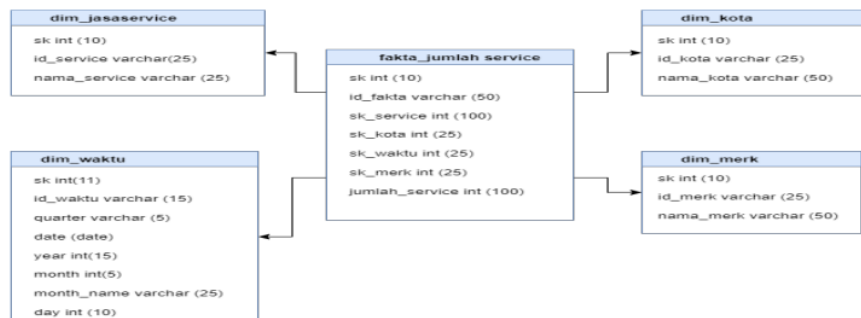 dim_jasaservice
sk int (10)
id_service varchar(25)
nama_service varchar (25)
fakta_jumlah service
sk int (10)
id_fakta varchar (50)
sk_service int (100)
sk_kota int (25)
sk_waktu int (25)
sk_merk int (25)
jumlah_service int (100)
dim_kota
sk int (10)
id_kota varchar (25)
nama_kota varchar (50)
dim_waktu
sk int(11)
id_waktu varchar (15)
quarter varchar (5)
date (date)
year int(15)
month int(5)
month_name varchar (25)
day int (10)
dim_merk
sk int (10)
id_merk varchar (25)
nama_merk varchar (50)